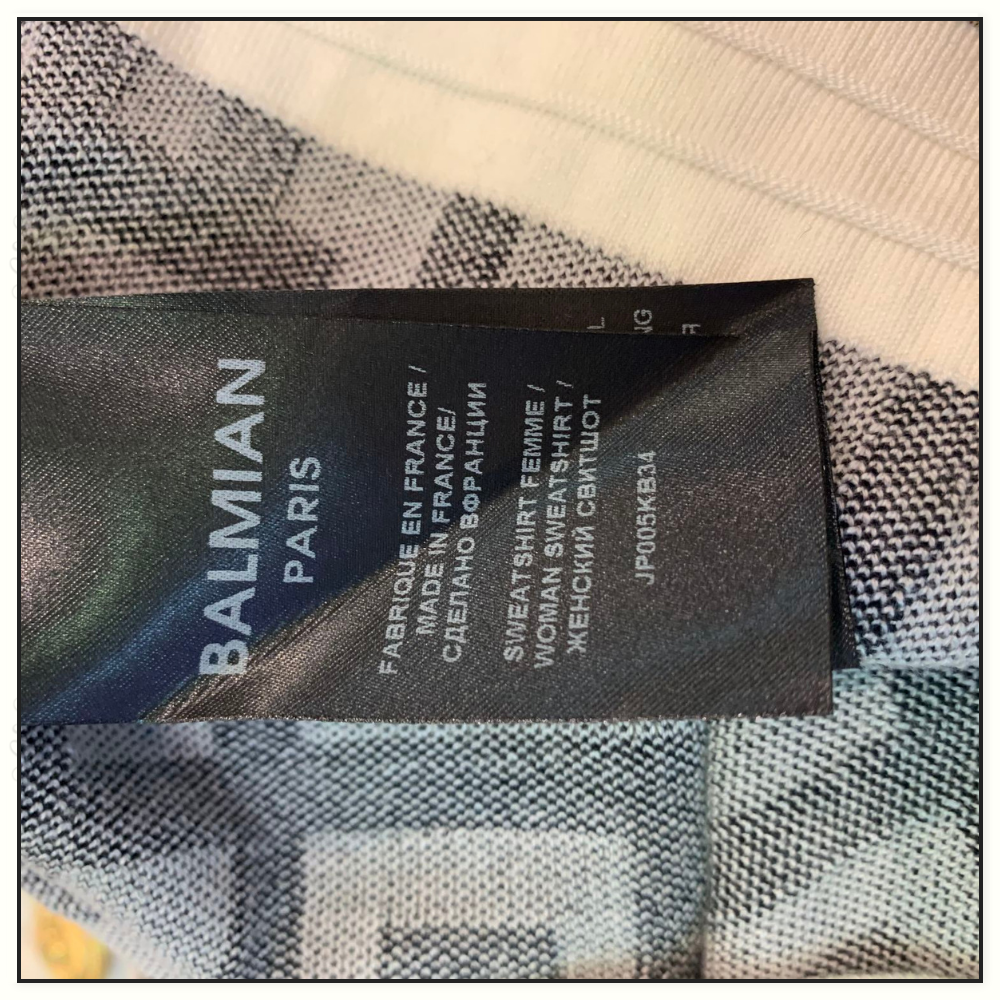 BALMIAN
PARIS
FABRIQUE EN FRANCE /
MADE IN FRANCE/
СДЕЛАНО ВФРАНЦИИ
SWEATSHIRT FEMME /
WOMAN SWEATSHIRT /
ЖЕНСКИЙ СВИТШОТ
JP005KB34